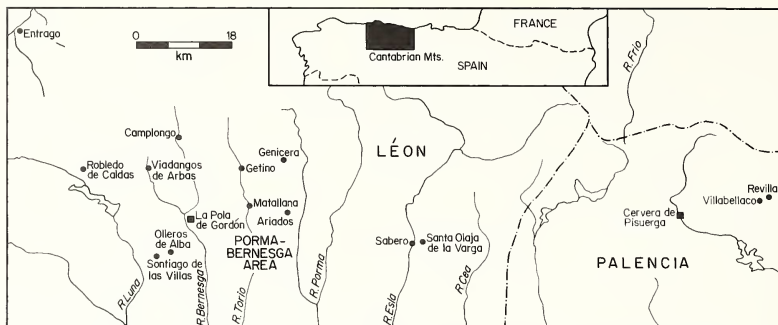 Entrago
0 18
km
FRANCE
Cantabrian Mts.
SPAIN
R. Frio
Camplongo
Genicera
LÉON
Robledo
de Caldas
Viadangos
de Arbas
Getino
Revilla
Villabellaco
Matallana
La Pola
de Gordón
Ariados
Cervera de
Pisuerga
Olleros
de Alba
PORMA-
BERNESGA
AREA
Sabero
Santa Olaja
de la Varga
Sontiago de
las Villas
PALENCIA
R. Luna
R. Bernesga
R. Torio
R. Porma
R. Esla
R. Cea